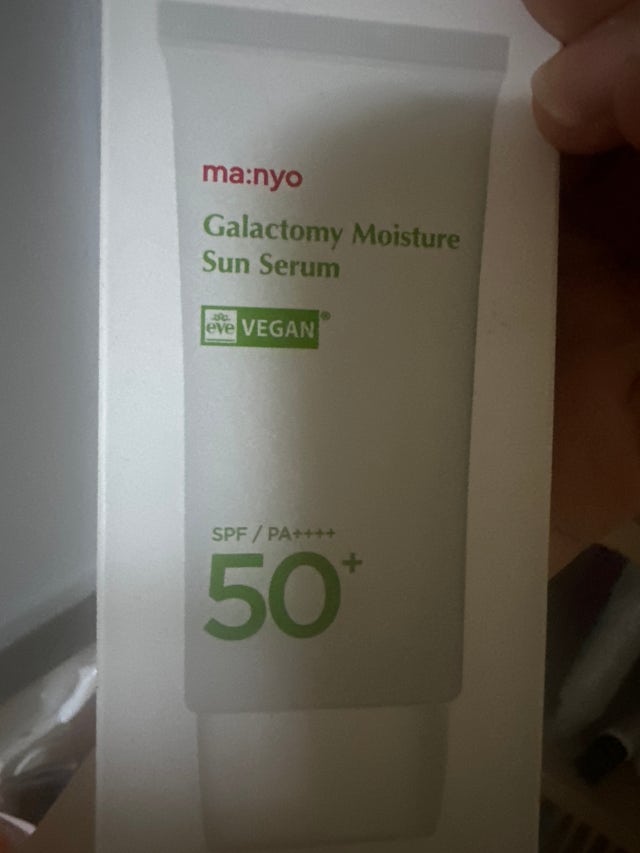 ma:nyo
Galactomy Moisture
Sun Serum
eve VEGAN®
SPF / PA++++
50+